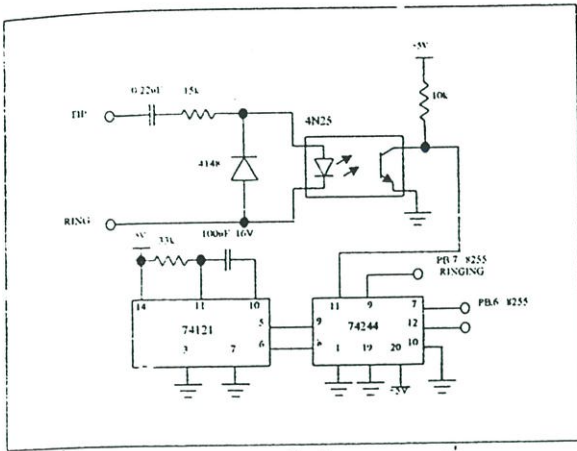 +5V
0.22uF 15k
TIP
10k
4N25
4148
RING
5V 33k 100uF 16V
PB.7 8255
RINGING
14 11 10
74121
5
6
3 7
11 9 7
9 74244 12
8 10
1 19 20
PB.6 8255
+5V